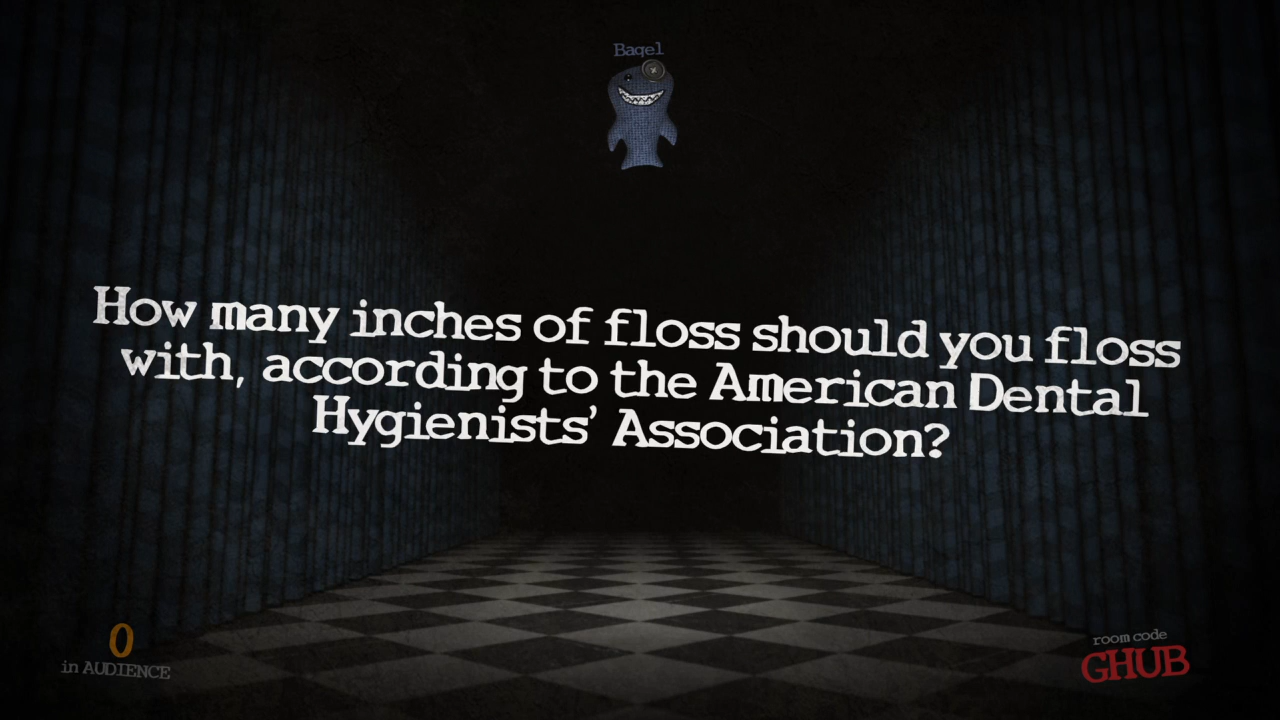 Bagel
How many inches of floss should you floss
with, according to the American Dental
Hygienists' Association?
0
in AUDIENCE
room code
GHUB